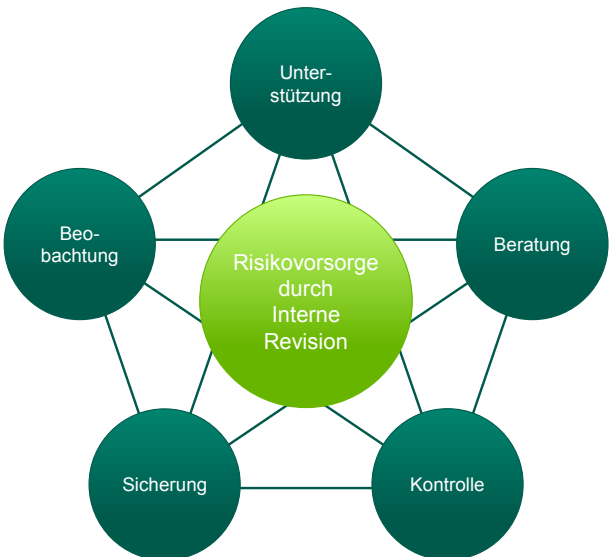 Unter-
stützung
Beo-
bachtung
Beratung
Risikovorsorge
durch
Interne
Revision
Sicherung
Kontrolle